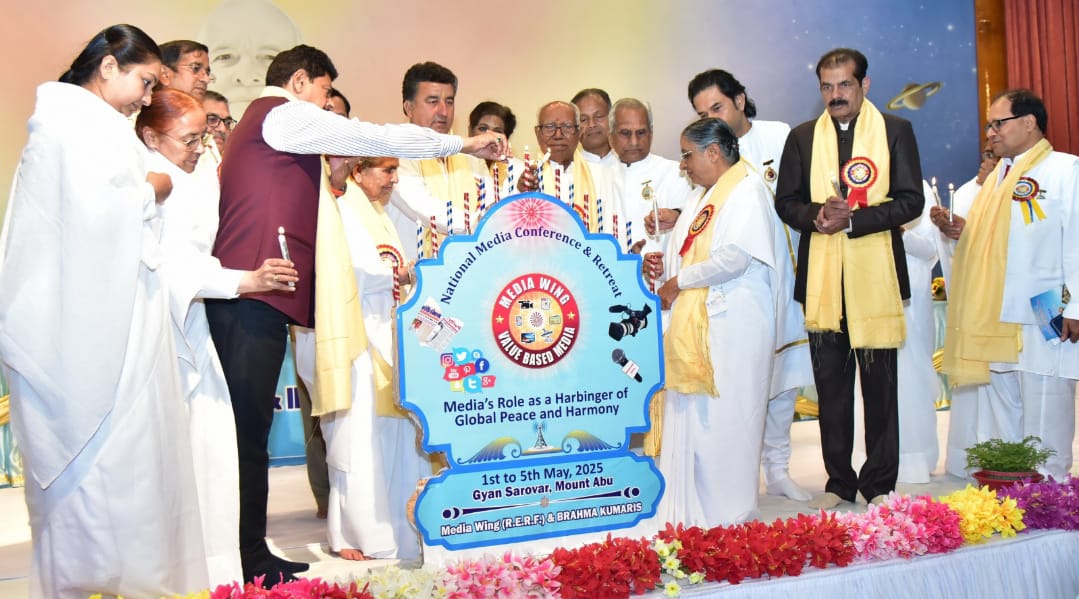 National Media Conference & Retreat
MEDIA WING
VALUE BASED MEDIA
Media's Role as a Harbinger of
Global Peace and Harmony
1st to 5th May, 2025
Gyan Sarovar, Mount Abu
Media Wing (R.E.R.F.) & BRAHMA KUMARIS